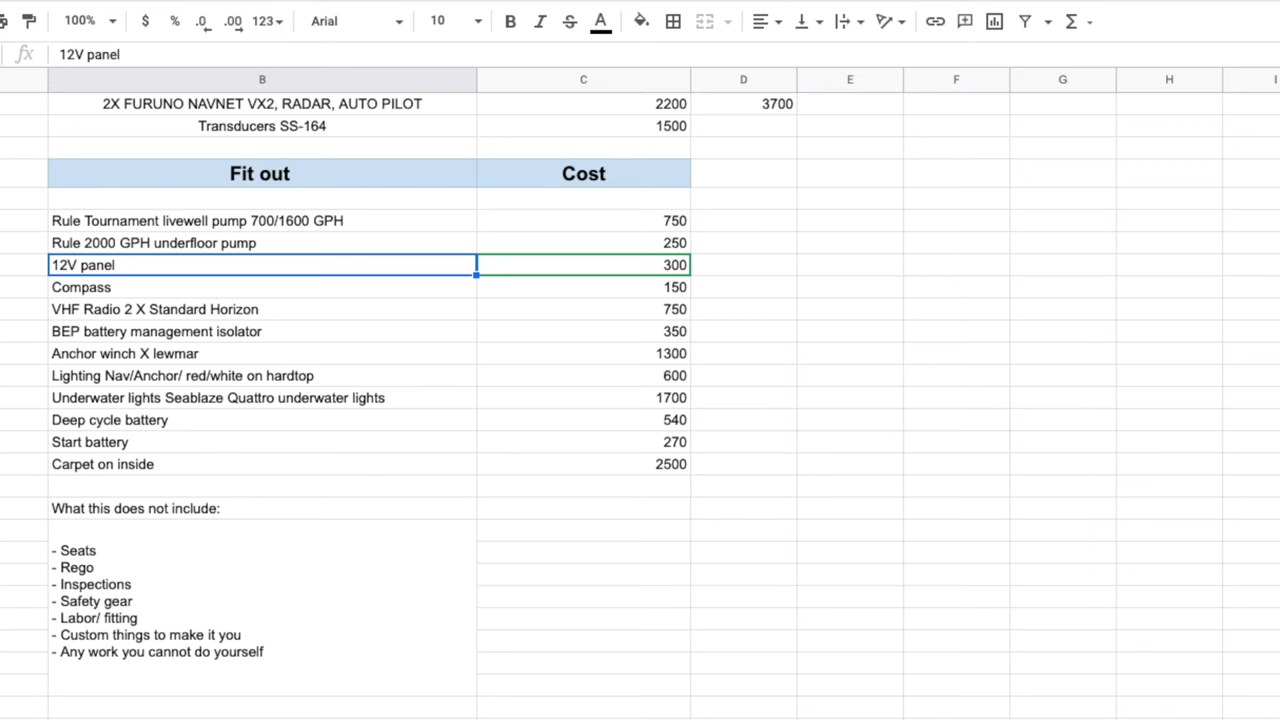 100% $ % .0 .00 123 Arial 10 B I S A
fx 12V panel
B C D E F G H I
2X FURUNO NAVNET VX2, RADAR, AUTO PILOT 2200 3700
Transducers SS-164 1500
Fit out Cost
Rule Tournament livewell pump 700/1600 GPH 750
Rule 2000 GPH underfloor pump 250
12V panel 300
Compass 150
VHF Radio 2 X Standard Horizon 750
BEP battery management isolator 350
Anchor winch X lewmar 1300
Lighting Nav/Anchor/ red/white on hardtop 600
Underwater lights Seablaze Quattro underwater lights 1700
Deep cycle battery 540
Start battery 270
Carpet on inside 2500
What this does not include:
- Seats
- Rego
- Inspections
- Safety gear
- Labor/ fitting
- Custom things to make it you
- Any work you cannot do yourself